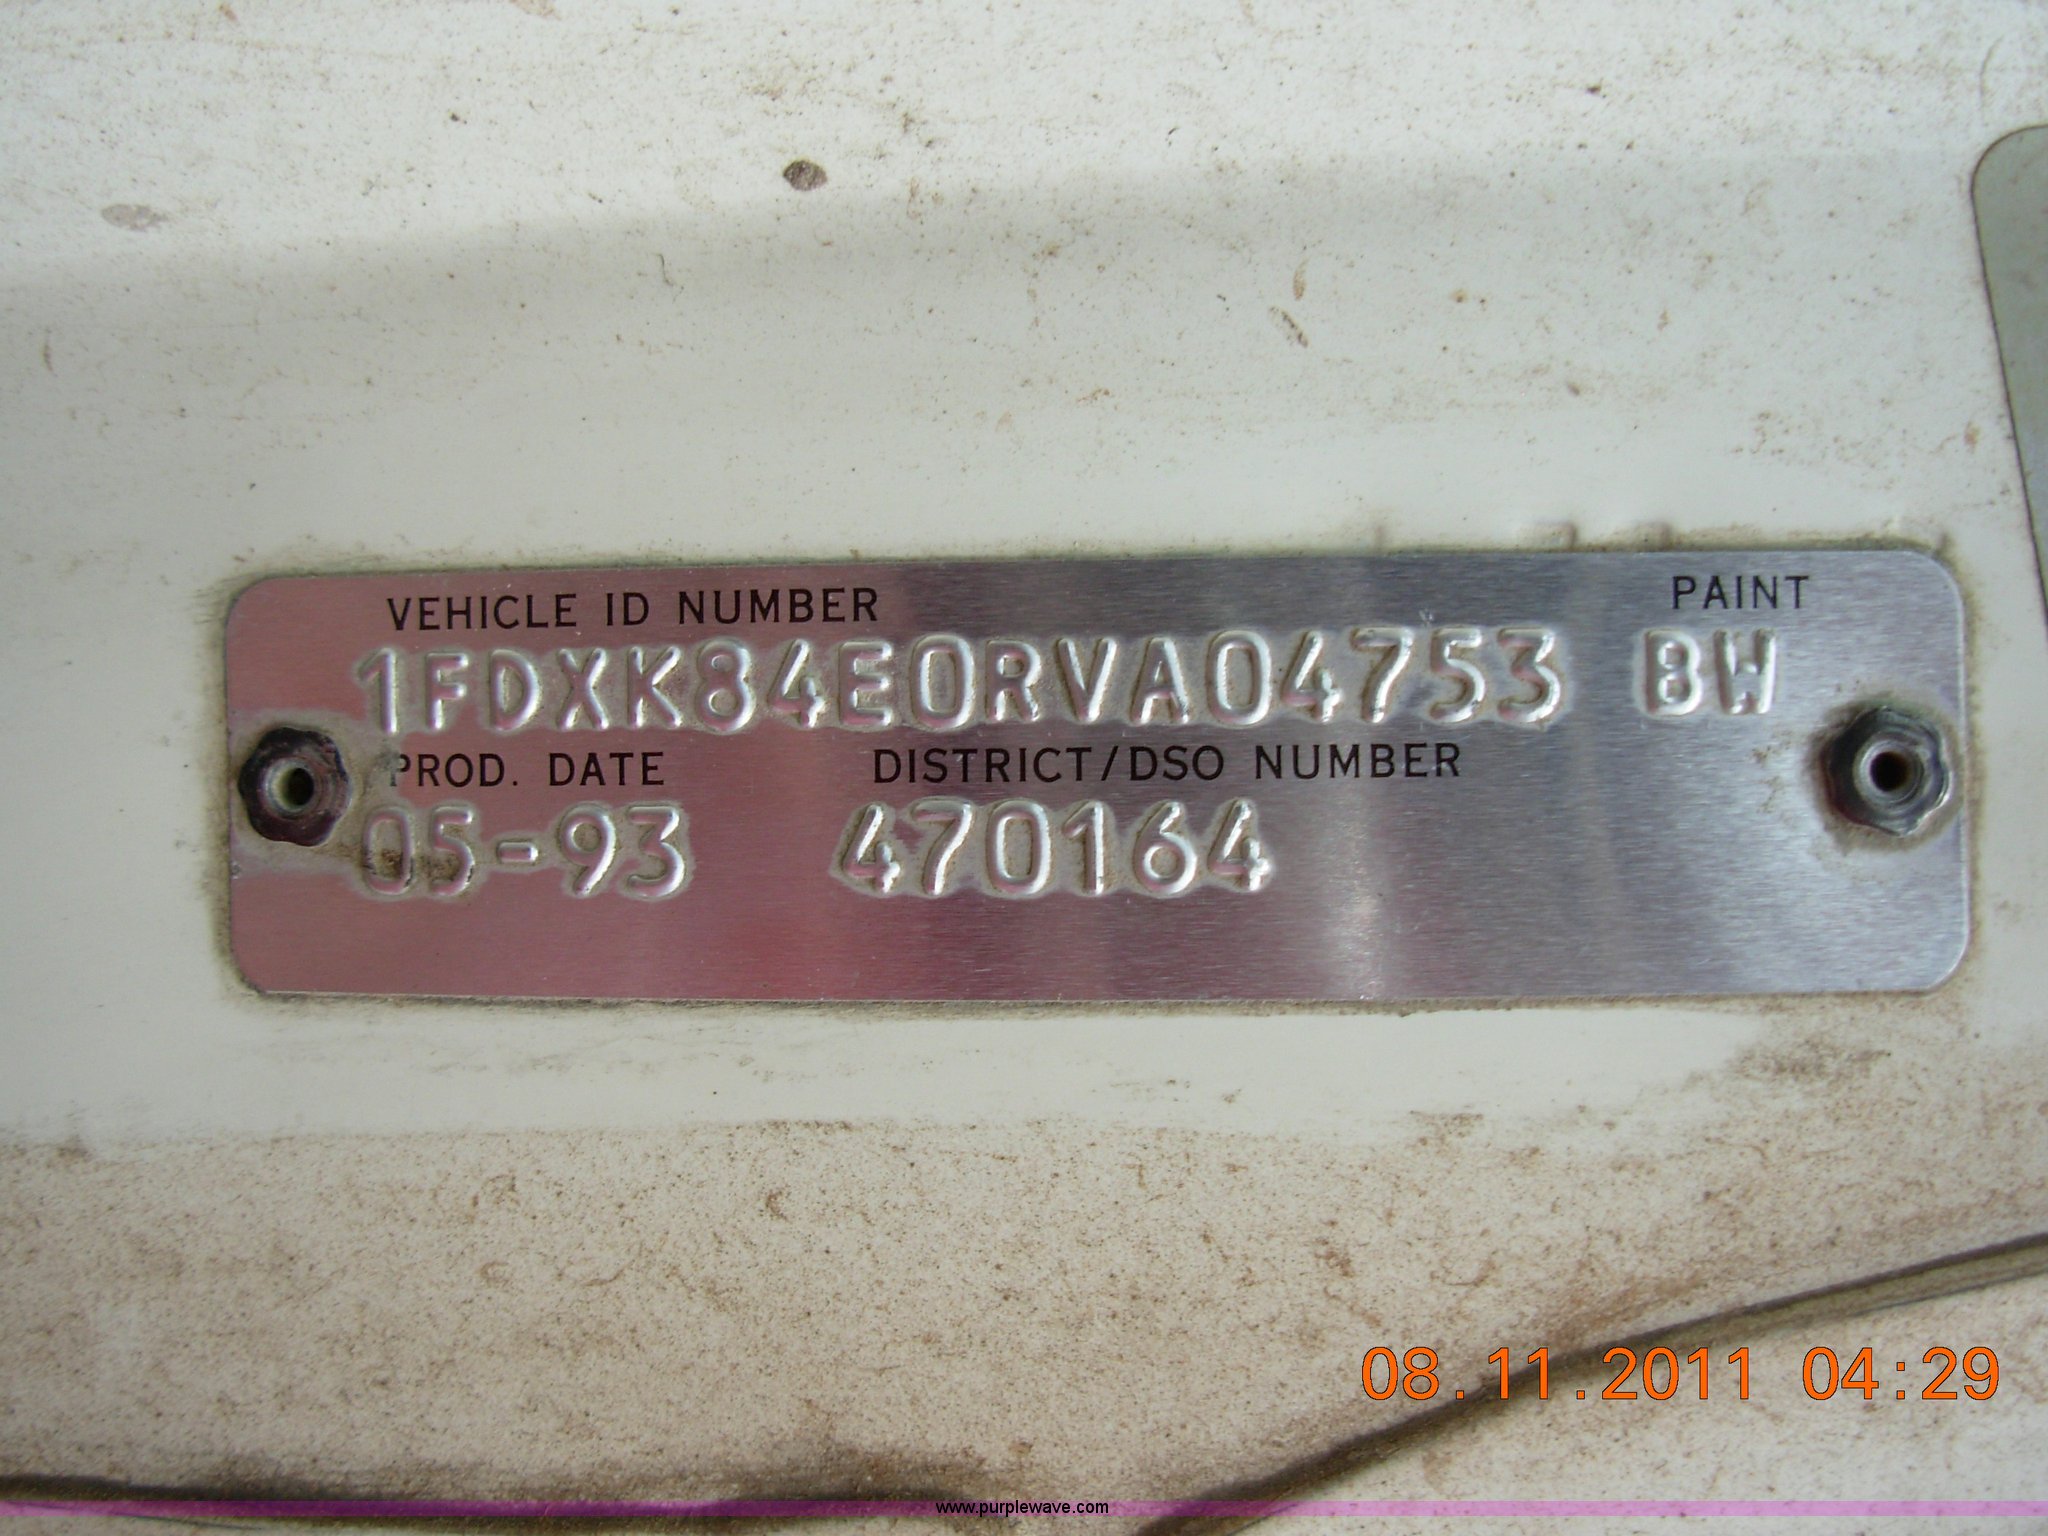 VEHICLE ID NUMBER PAINT
1FDXK84E0RVA04753 BW
PROD. DATE DISTRICT/DSO NUMBER
05-93 470164
08.11.2011 04:29
www.purplewave.com